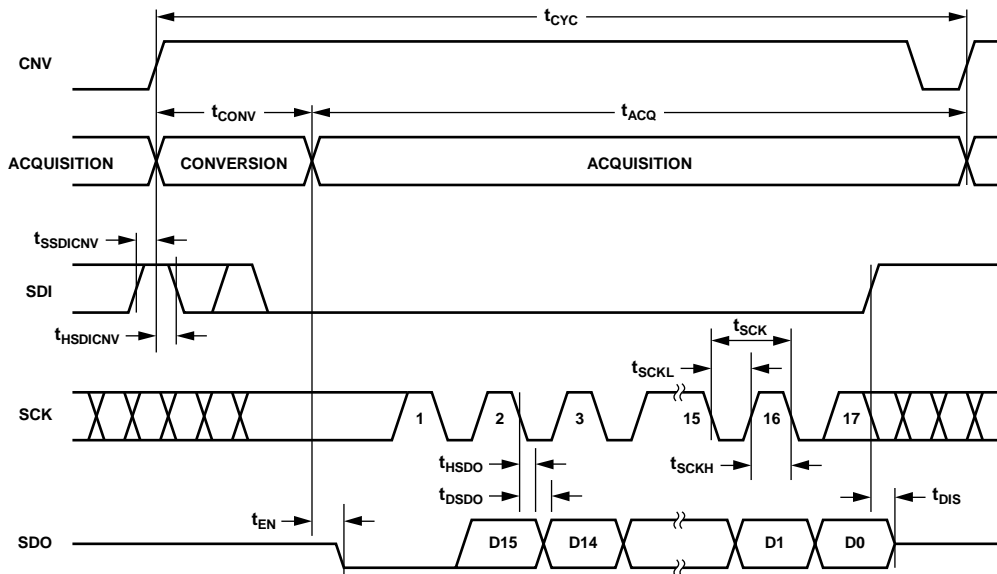 tCYC
CNV
tCONV
tACQ
ACQUISITION
CONVERSION
ACQUISITION
tSSDICNV
SDI
tHSDICNV
tSCK
tSCKL
SCK
1
2
3
15
16
17
tHSDO
tSCKH
tDSDO
tDIS
tEN
SDO
D15
D14
D1
D0